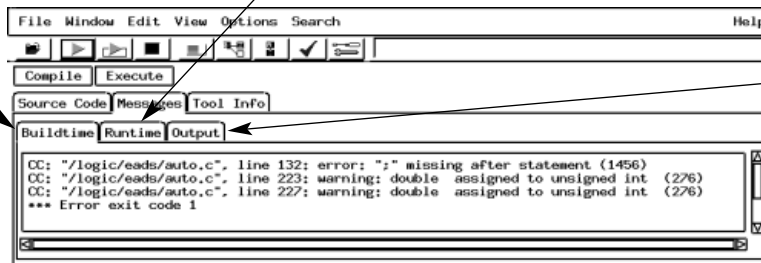 File Window Edit View Options Search Help
Compile Execute
Source Code Messages Tool Info
Buildtime Runtime Output
CC: "/logic/eads/auto.c", line 132: error: ";" missing after statement (1456)
CC: "/logic/eads/auto.c", line 223: warning: double assigned to unsigned int (276)
CC: "/logic/eads/auto.c", line 227: warning: double assigned to unsigned int (276)
*** Error exit code 1